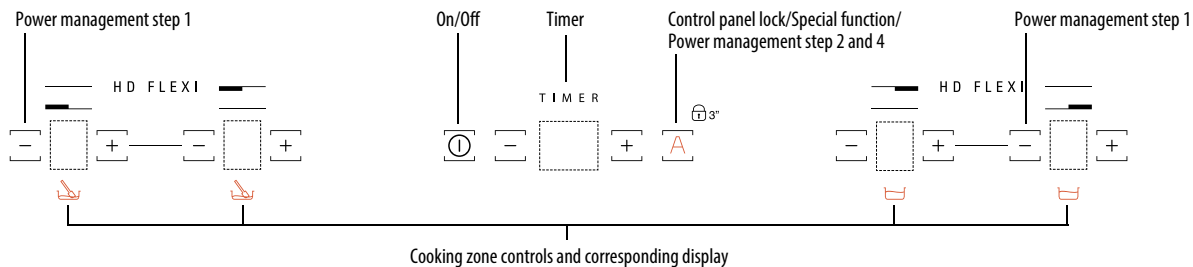 Power management step 1
On/Off
Timer
Control panel lock/Special function/
Power management step 2 and 4
Power management step 1
HD FLEXI
TIMER
3"
HD FLEXI
- + - +
- + A
- + - +
Cooking zone controls and corresponding display